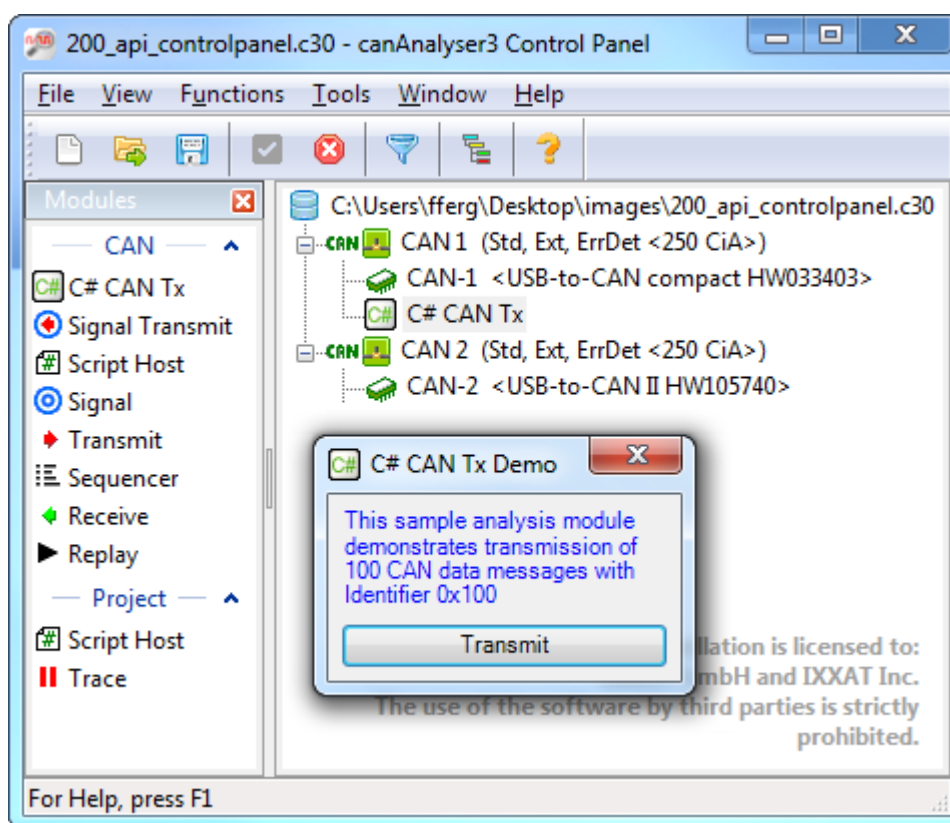 200_api_controlpanel.c30 - canAnalyser3 Control Panel
File View Functions Tools Window Help
Modules
CAN
C# C# CAN Tx
Signal Transmit
# Script Host
Signal
Transmit
Sequencer
Receive
Replay
Project
# Script Host
Trace
C:\Users\fferg\Desktop\images\200_api_controlpanel.c30
CAN CAN 1 (Std, Ext, ErrDet <250 CiA>)
CAN-1 <USB-to-CAN compact HW033403>
C# C# CAN Tx
CAN CAN 2 (Std, Ext, ErrDet <250 CiA>)
CAN-2 <USB-to-CAN II HW105740>
C# C# CAN Tx Demo
This sample analysis module
demonstrates transmission of
100 CAN data messages with
Identifier 0x100
Transmit
is licensed to:
and IXXAT Inc.
The use of the software by third parties is strictly
prohibited.
For Help, press F1